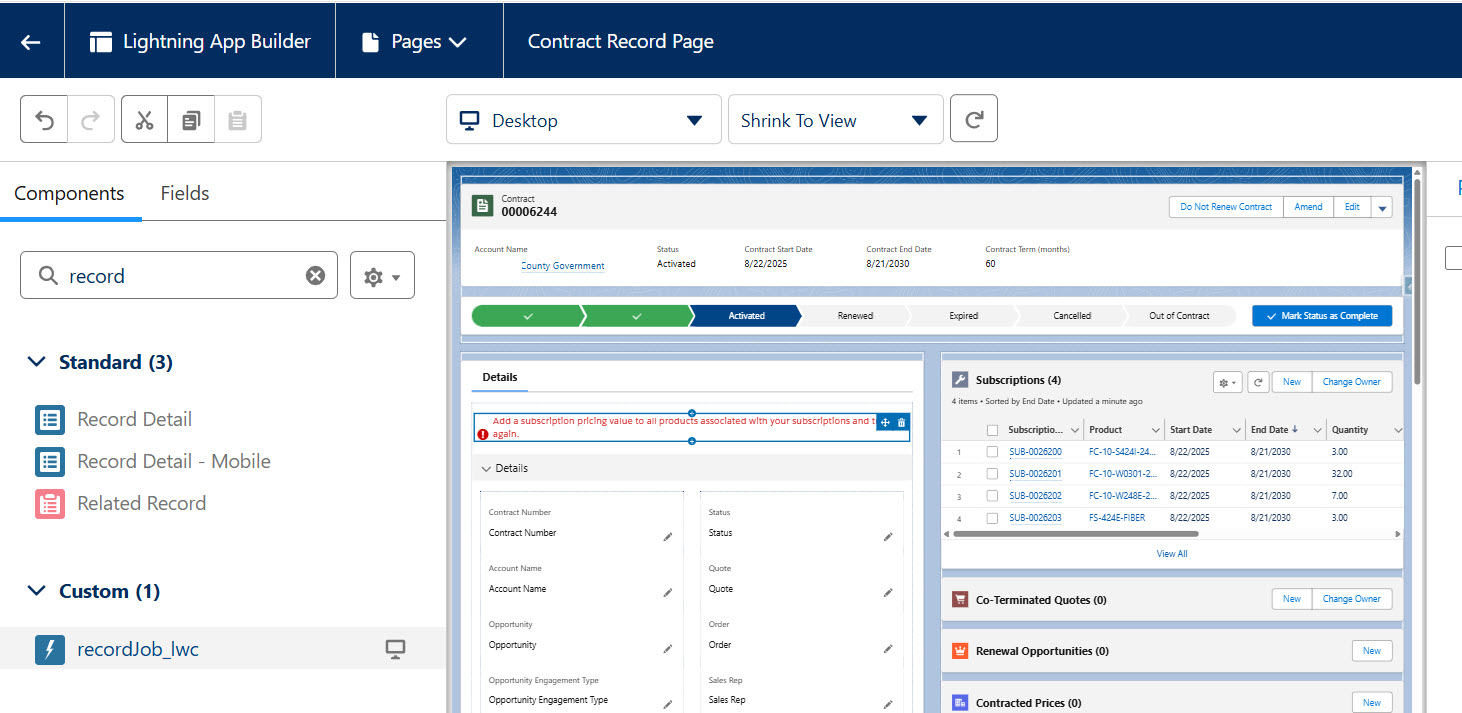 Lightning App Builder
Pages
Contract Record Page
Desktop
Shrink To View
Components
Fields
record
Standard (3)
Record Detail
Record Detail - Mobile
Related Record
Custom (1)
recordJob_lwc
Contract
00006244
Do Not Renew Contract
Amend
Edit
Account Name
County Government
Status
Activated
Contract Start Date
8/22/2025
Contract End Date
8/21/2030
Contract Term (months)
60
Activated
Renewed
Expired
Cancelled
Out of Contract
Mark Status as Complete
Details
Add a subscription pricing value to all products associated with your subscriptions and
again.
Details
Contract Number
Contract Number
Status
Status
Account Name
Account Name
Quote
Quote
Opportunity
Opportunity
Order
Order
Opportunity Engagement Type
Opportunity Engagement Type
Sales Rep
Sales Rep
Subscriptions (4)
New
Change Owner
4 items • Sorted by End Date • Updated a minute ago
Subscriptio... Product Start Date End Date Quantity
1 SUB-0026200 FC-10-S424I-24... 8/22/2025 8/21/2030 3.00
2 SUB-0026201 FC-10-W0301-2... 8/22/2025 8/21/2030 32.00
3 SUB-0026202 FC-10-W248E-2... 8/22/2025 8/21/2030 7.00
4 SUB-0026203 FS-424E-FIBER 8/22/2025 8/21/2030 3.00
View All
Co-Terminated Quotes (0)
New
Change Owner
Renewal Opportunities (0)
New
Contracted Prices (0)
New